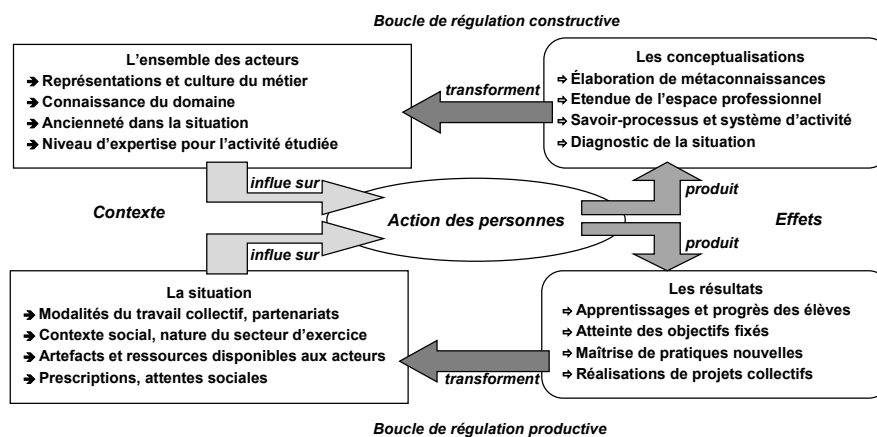 Boucle de régulation constructive
L'ensemble des acteurs
➔ Représentations et culture du métier
➔ Connaissance du domaine
➔ Ancienneté dans la situation
➔ Niveau d'expertise pour l'activité étudiée
transforment
Les conceptualisations
⇨ Élaboration de métaconnaissances
⇨ Etendue de l'espace professionnel
⇨ Savoir-processus et système d'activité
⇨ Diagnostic de la situation
influe sur
produit
Contexte
Action des personnes
Effets
influe sur
produit
La situation
➔ Modalités du travail collectif, partenariats
➔ Contexte social, nature du secteur d'exercice
➔ Artefacts et ressources disponibles aux acteurs
➔ Prescriptions, attentes sociales
transforment
Les résultats
⇨ Apprentissages et progrès des élèves
⇨ Atteinte des objectifs fixés
⇨ Maîtrise de pratiques nouvelles
⇨ Réalisations de projets collectifs
Boucle de régulation productive